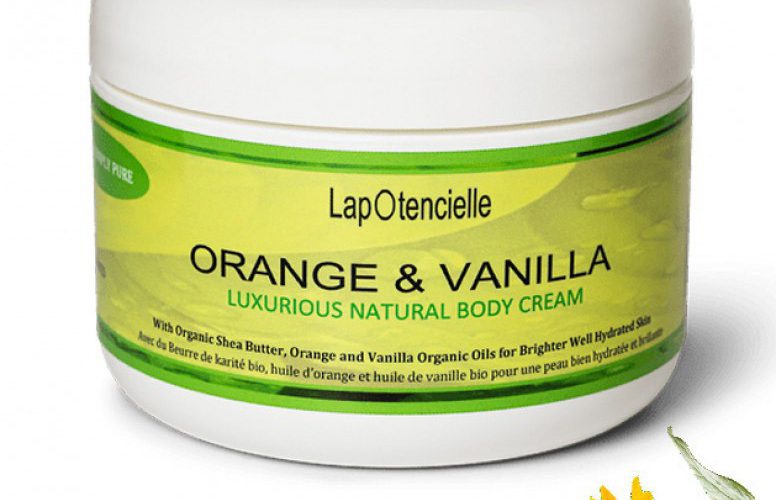 PLY PURE
LapOtencielle
ORANGE & VANILLA
LUXURIOUS NATURAL BODY CREAM
With Organic Shea Butter, Orange and Vanilla Organic Oils for Brighter Well Hydrated Skin
Avec du Beurre de karité bio, huile d'orange et huile de vanille bio pour une peau bien hydratée et brillante